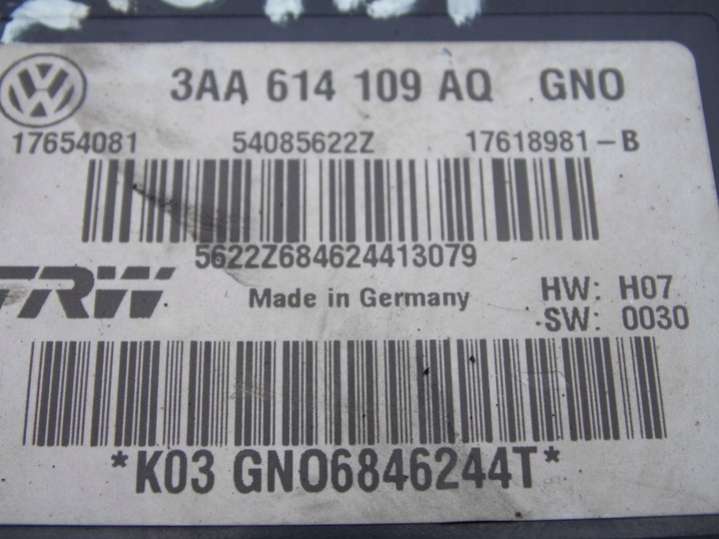 3AA 614 109 AQ GNO
17654081 54085622Z 17618981-B
5622Z684624413079
TRW Made in Germany HW: H07
SW: 0030
*K03 GNO6846244T*